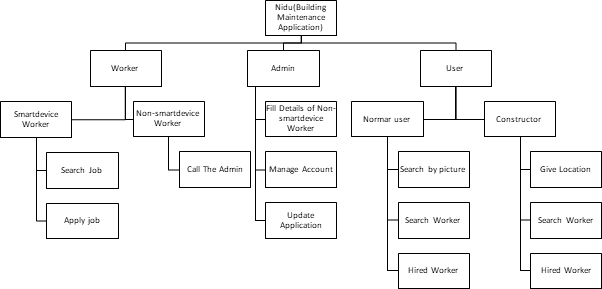 Nidu(Building
Maintenance
Application)
Worker
Admin
User
Smartdevice
Worker
Non-smartdevice
Worker
Fill Details of Non-
smartdevice
Worker
Normar user
Constructor
Search Job
Call The Admin
Manage Account
Search by picture
Give Location
Apply job
Update
Application
Search Worker
Search Worker
Hired Worker
Hired Worker